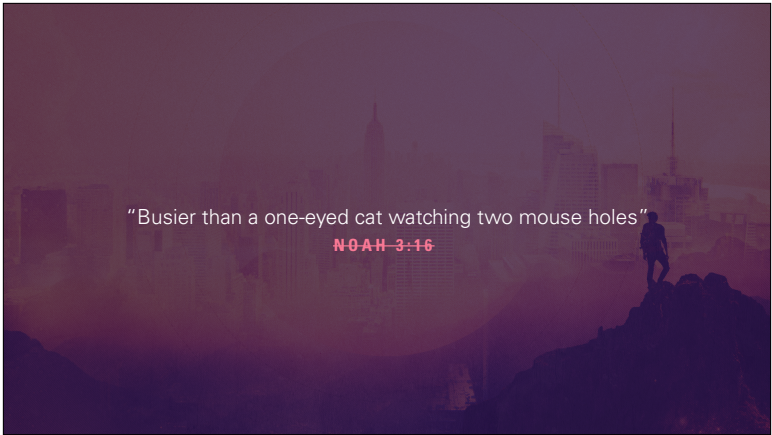 “Busier than a one-eyed cat watching two mouse holes”
NOAH 3:16